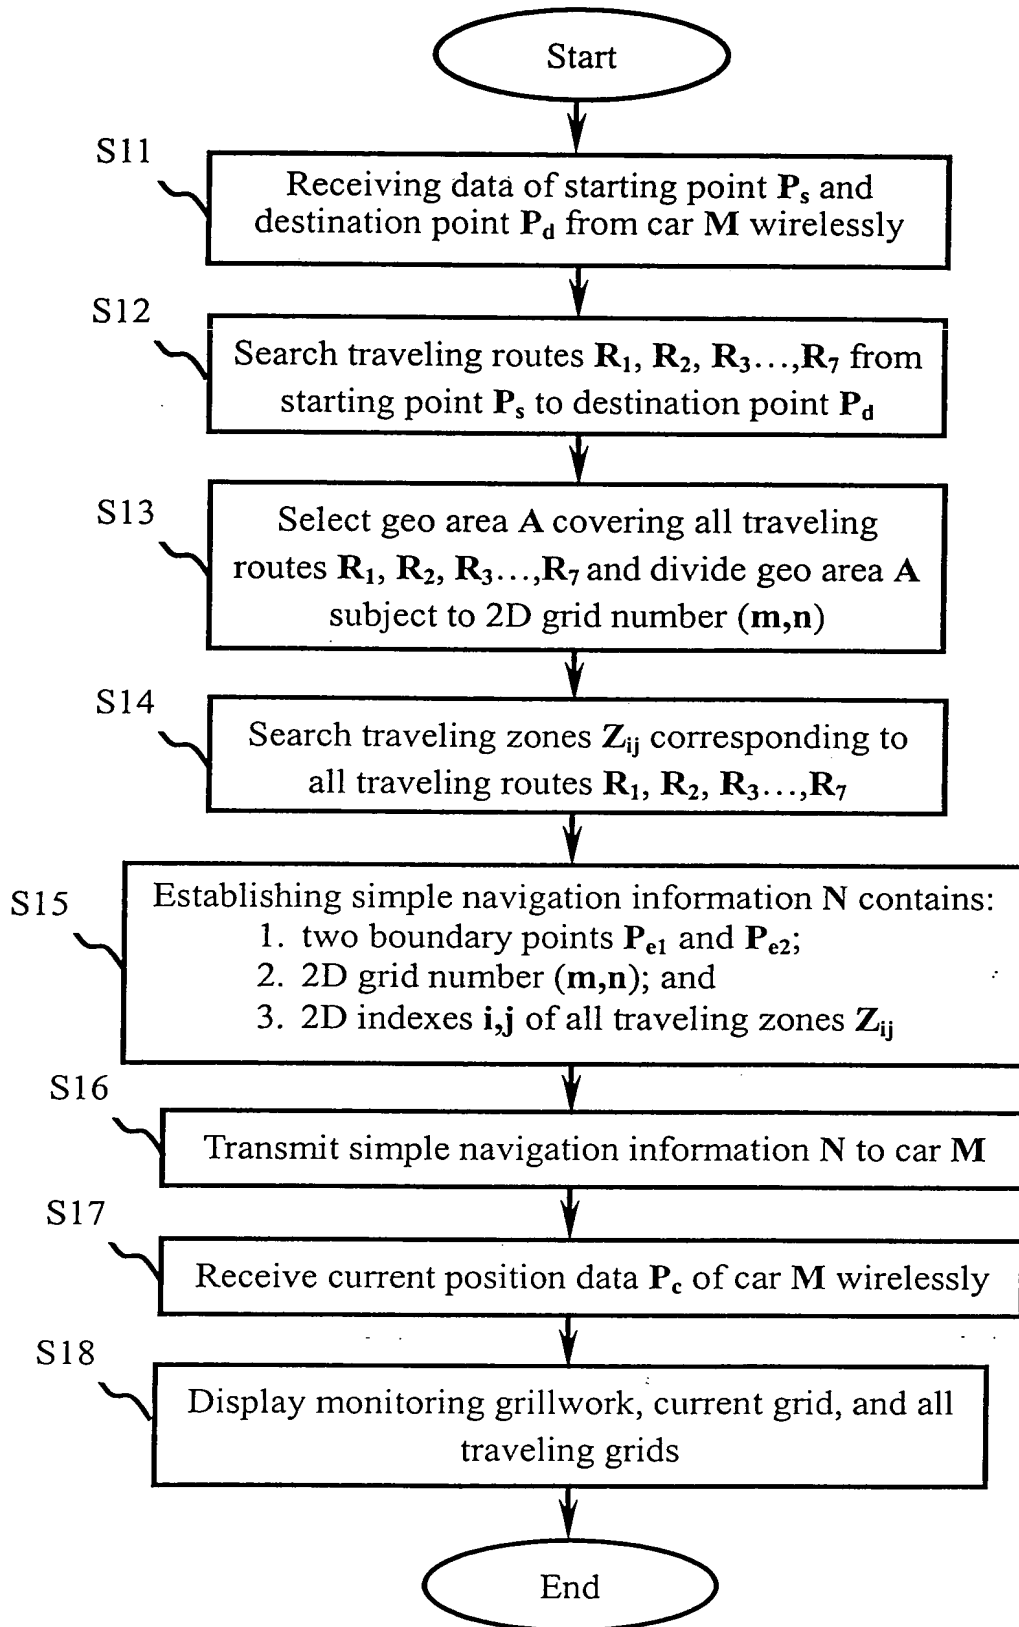 Start
S11
Receiving data of starting point Ps and
destination point Pd from car M wirelessly
S12
Search traveling routes R1, R2, R3...,R7 from
starting point Ps to destination point Pd
S13
Select geo area A covering all traveling
routes R1, R2, R3...,R7 and divide geo area A
subject to 2D grid number (m,n)
S14
Search traveling zones Zij corresponding to
all traveling routes R1, R2, R3...,R7
S15
Establishing simple navigation information N contains:
1. two boundary points Pe1 and Pe2;
2. 2D grid number (m,n); and
3. 2D indexes i,j of all traveling zones Zij
S16
Transmit simple navigation information N to car M
S17
Receive current position data Pc of car M wirelessly
S18
Display monitoring grillwork, current grid, and all
traveling grids
End